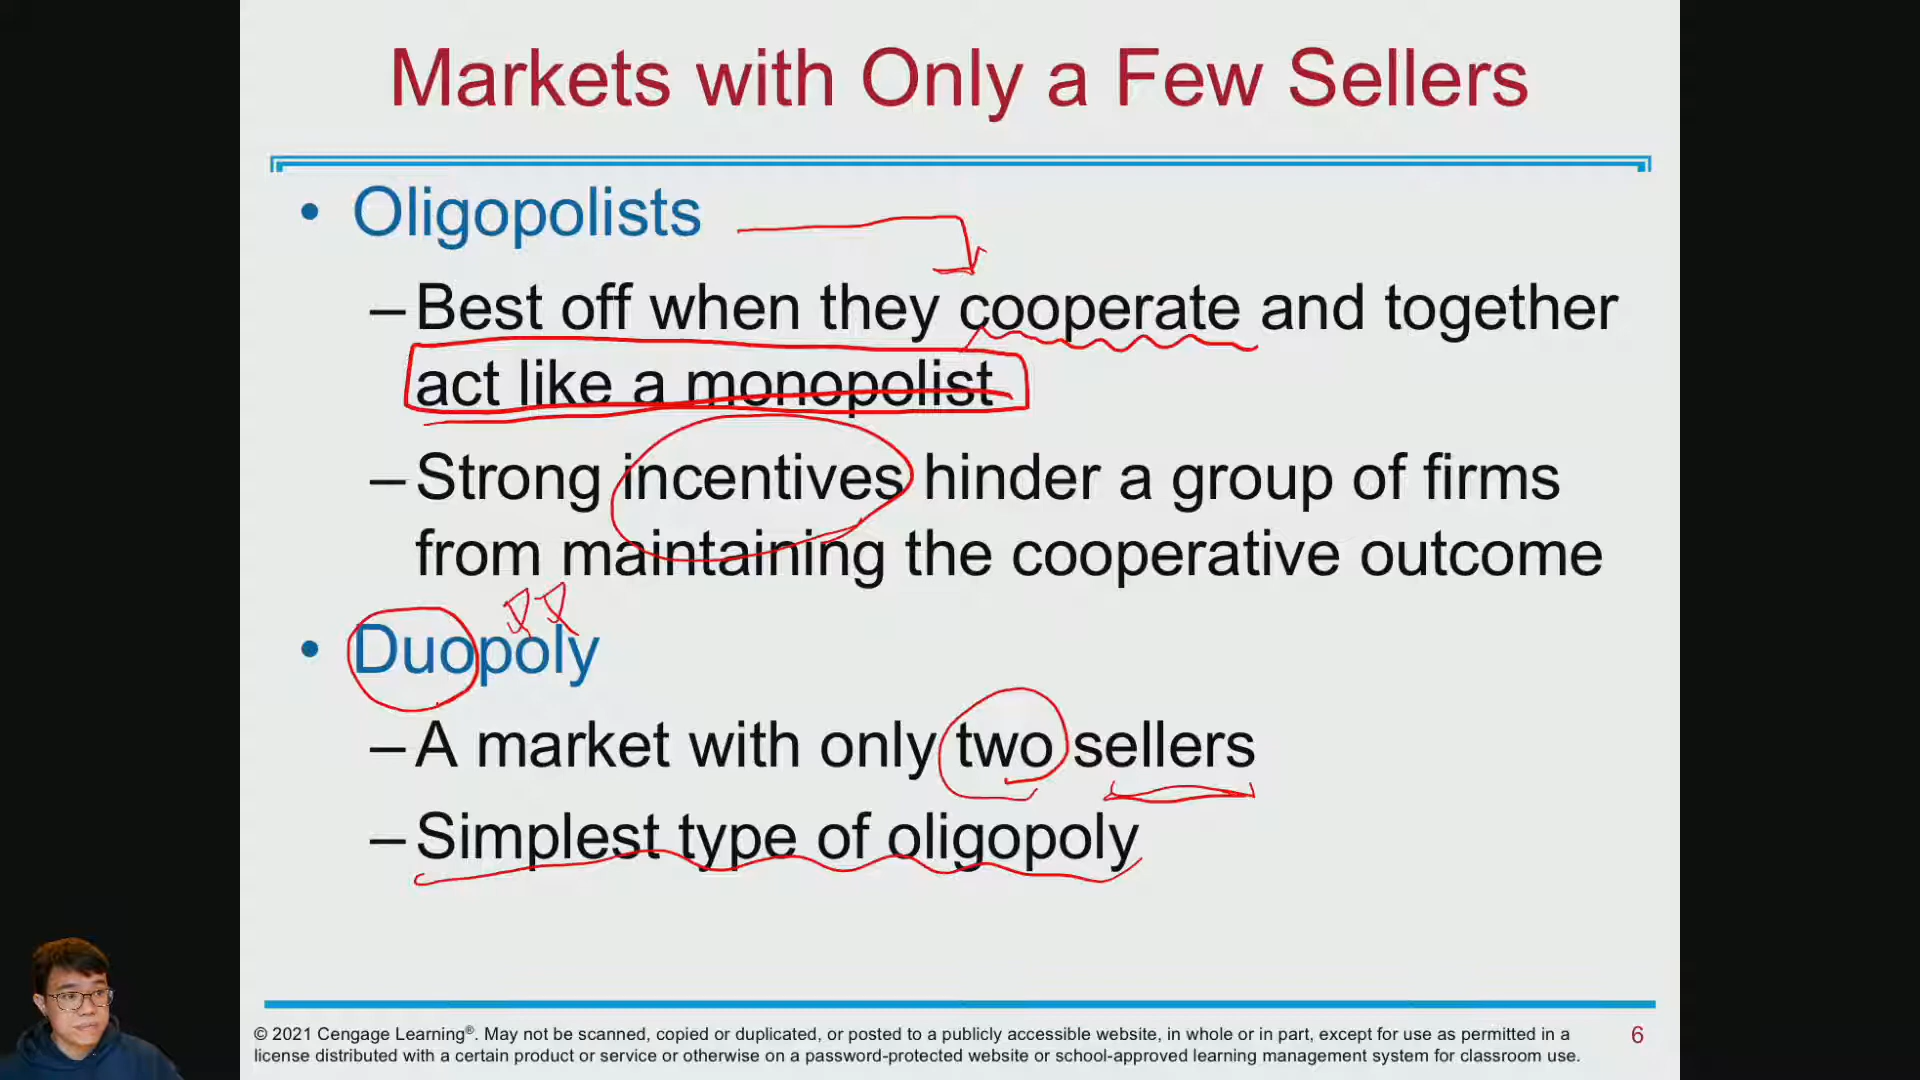 Markets with Only a Few Sellers
• Oligopolists
– Best off when they cooperate and together
act like a monopolist
– Strong incentives hinder a group of firms
from maintaining the cooperative outcome
• Duopoly
– A market with only two sellers
– Simplest type of oligopoly
© 2021 Cengage Learning®. May not be scanned, copied or duplicated, or posted to a publicly accessible website, in whole or in part, except for use as permitted in a
license distributed with a certain product or service or otherwise on a password-protected website or school-approved learning management system for classroom use.
6